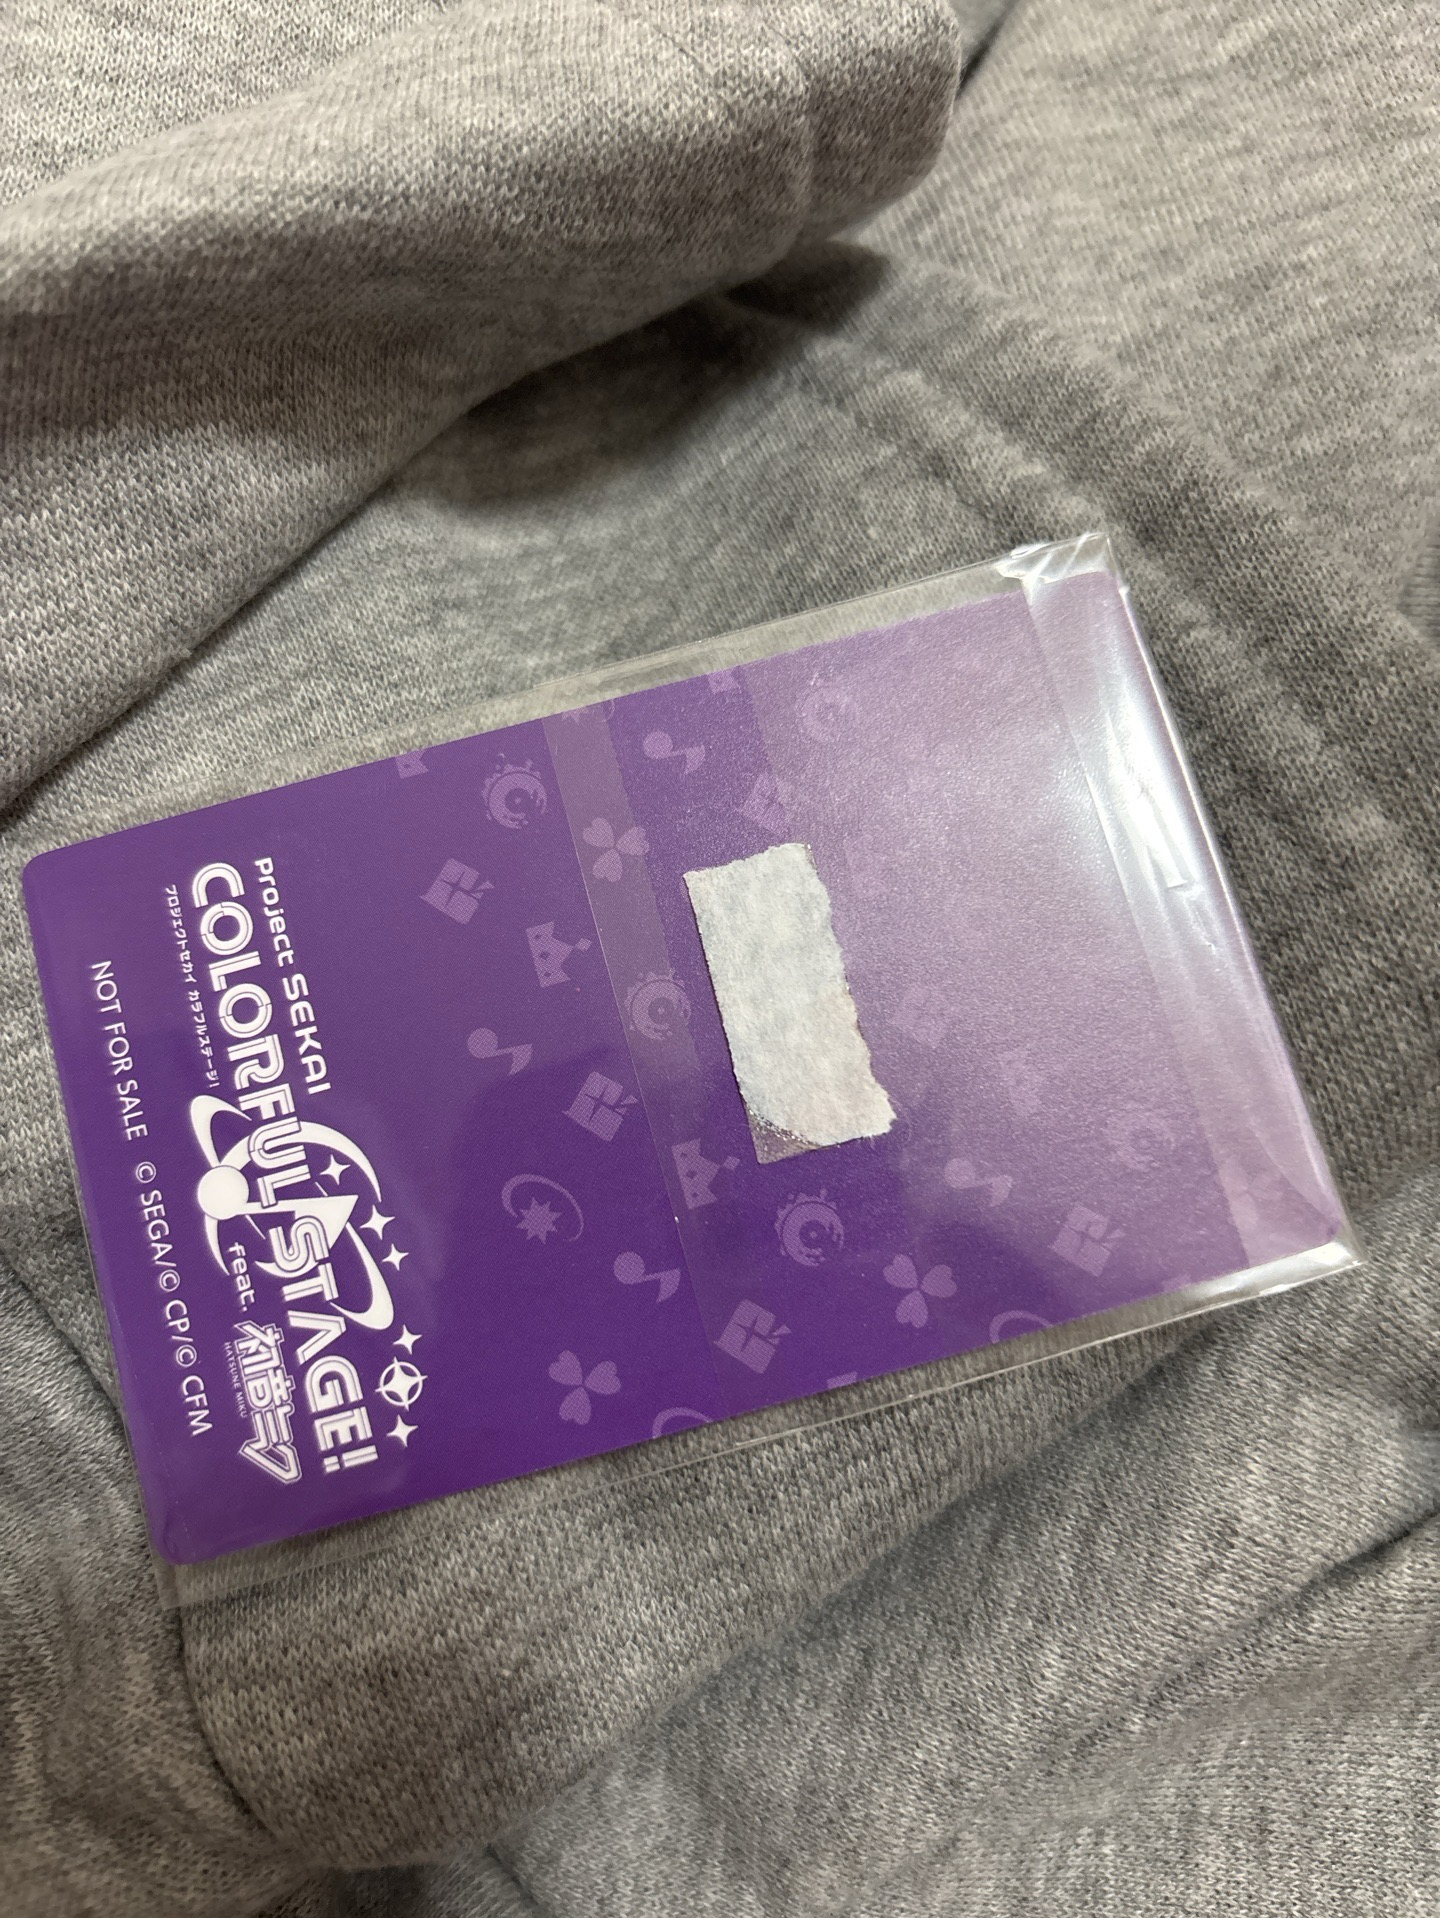 Project SEKAI
COLORFUL STAGE!
feat. 初音ミク
HATSUNE MIKU
プロジェクトセカイ カラフルステージ!
NOT FOR SALE © SEGA/© CP/© CFM